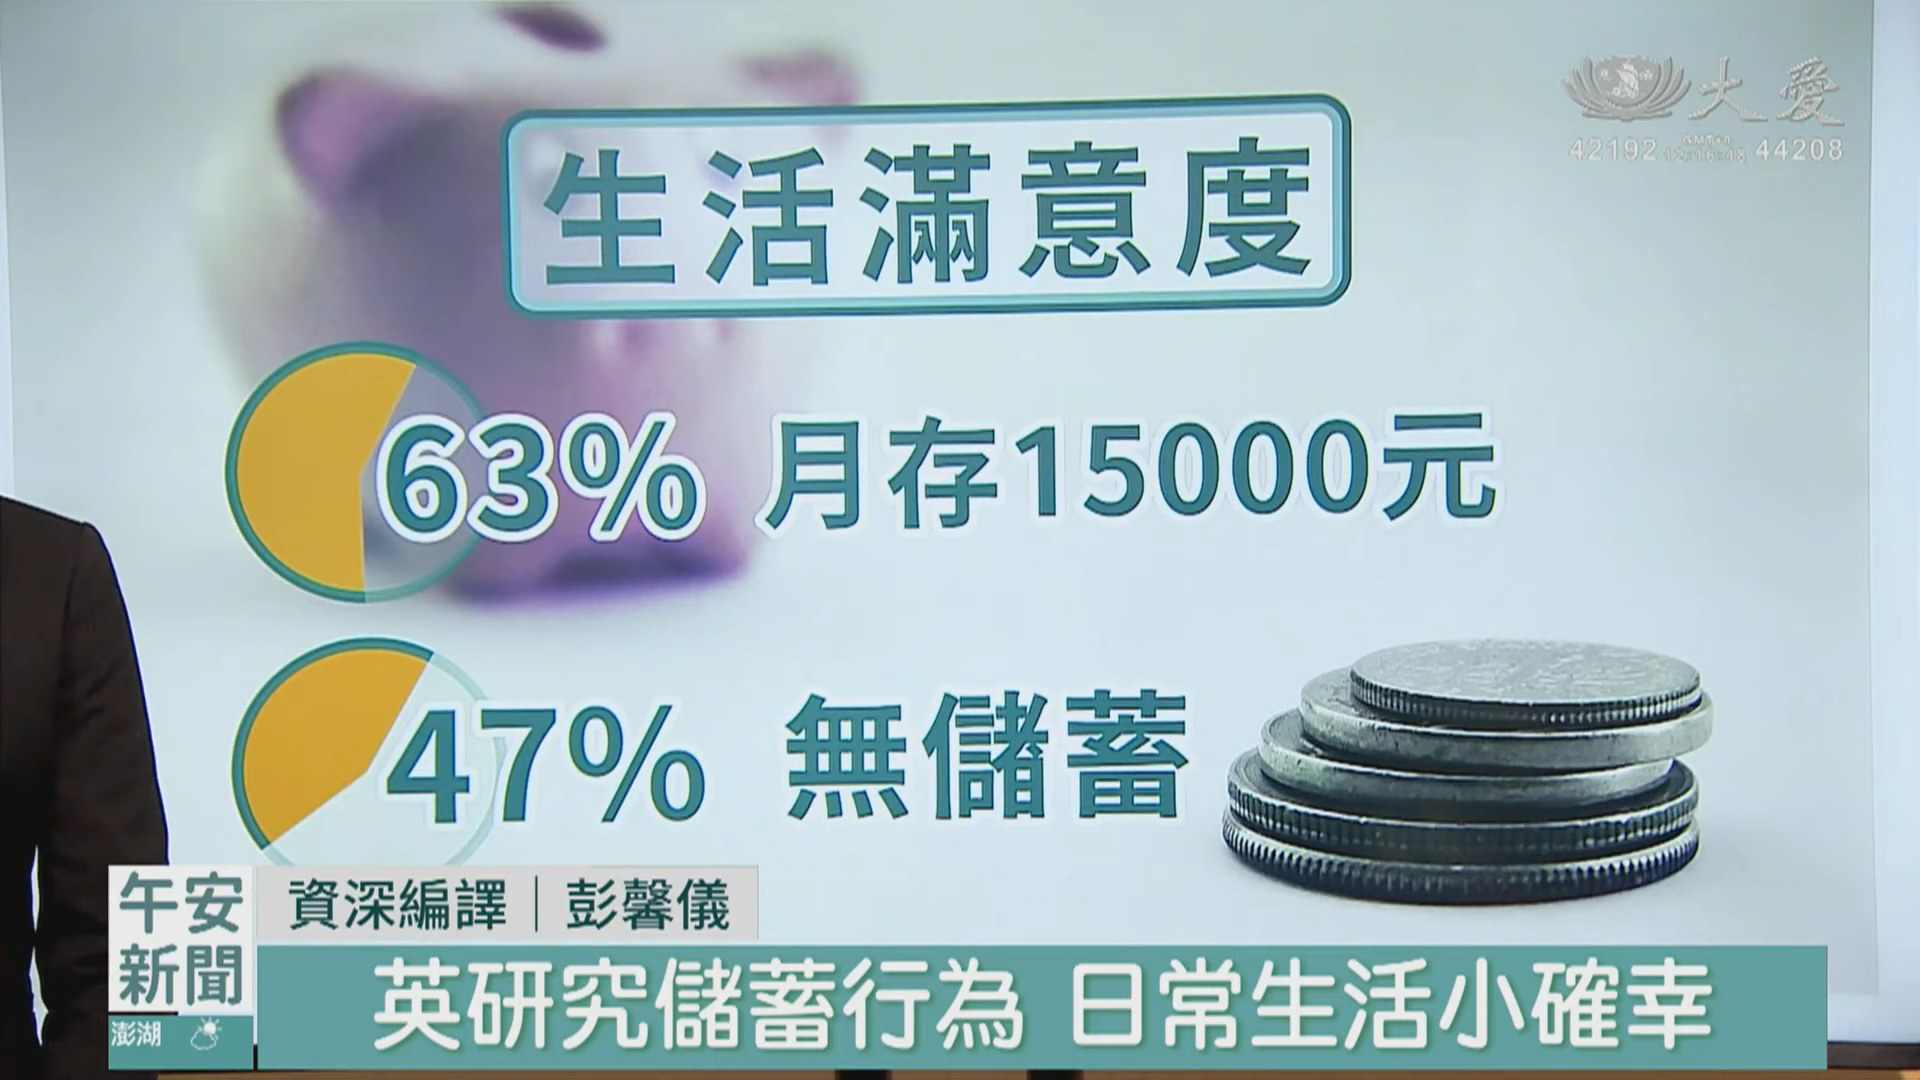 大愛
42192
44208
生活滿意度
63% 月存15000元
47% 無儲蓄
午安
新聞
資深編譯｜彭馨儀
英研究儲蓄行為 日常生活小確幸
澎湖